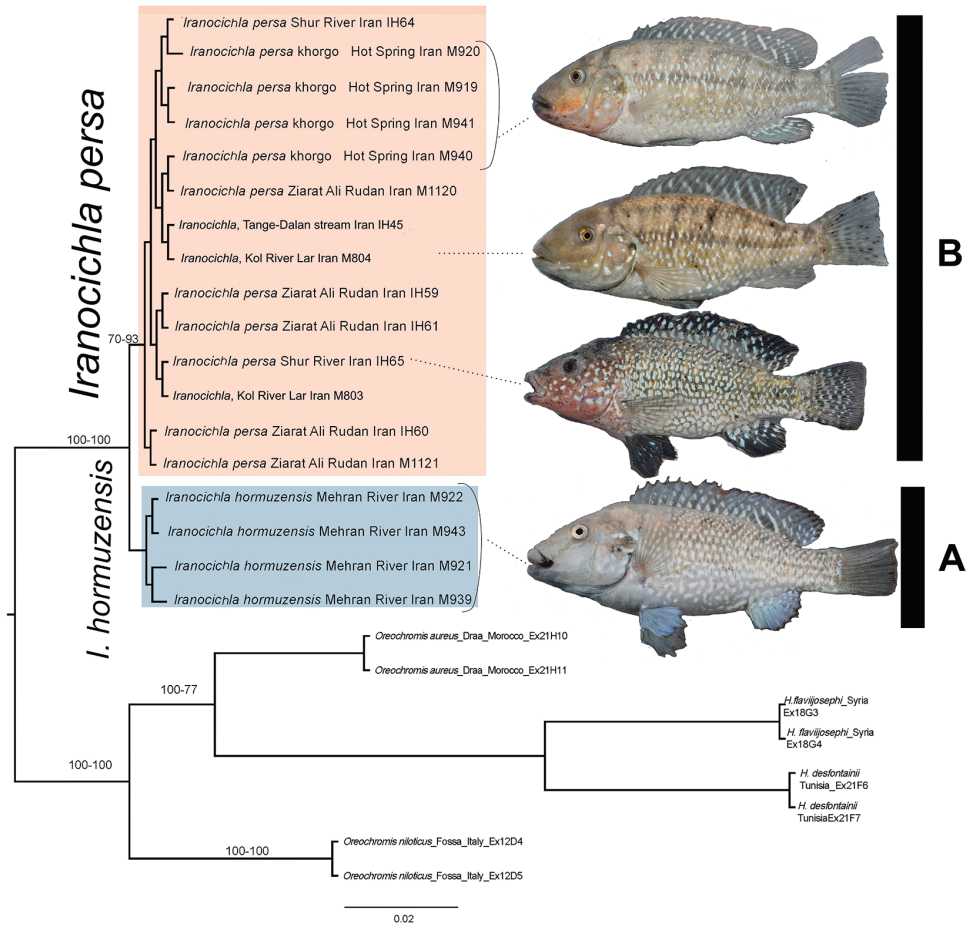 Iranocichla persa
I. hormuzensis
Iranocichla persa Shur River Iran IH64
Iranocichla persa khorgo Hot Spring Iran M920
Iranocichla persa khorgo Hot Spring Iran M919
Iranocichla persa khorgo Hot Spring Iran M941
Iranocichla persa khorgo Hot Spring Iran M940
Iranocichla persa Ziarat Ali Rudan Iran M1120
Iranocichla, Tange-Dalan stream Iran IH45
Iranocichla, Kol River Lar Iran M804
Iranocichla persa Ziarat Ali Rudan Iran IH59
Iranocichla persa Ziarat Ali Rudan Iran IH61
70-93
Iranocichla persa Shur River Iran IH65
Iranocichla, Kol River Lar Iran M803
Iranocichla persa Ziarat Ali Rudan Iran IH60
100-100
Iranocichla persa Ziarat Ali Rudan Iran M1121
B
Iranocichla hormuzensis Mehran River Iran M922
Iranocichla hormuzensis Mehran River Iran M943
Iranocichla hormuzensis Mehran River Iran M921
Iranocichla hormuzensis Mehran River Iran M939
A
Oreochromis aureus_Draa_Morocco_Ex21H10
Oreochromis aureus_Draa_Morocco_Ex21H11
100-77
H.flaviijosephi_Syria
Ex18G3
H. flaviijosephi_Syria
Ex18G4
100-100
H. desfontainii
Tunisia_Ex21F6
H. desfontainii
TunisiaEx21F7
100-100
Oreochromis niloticus_Fossa_Italy_Ex12D4
Oreochromis niloticus_Fossa_Italy_Ex12D5
0.02